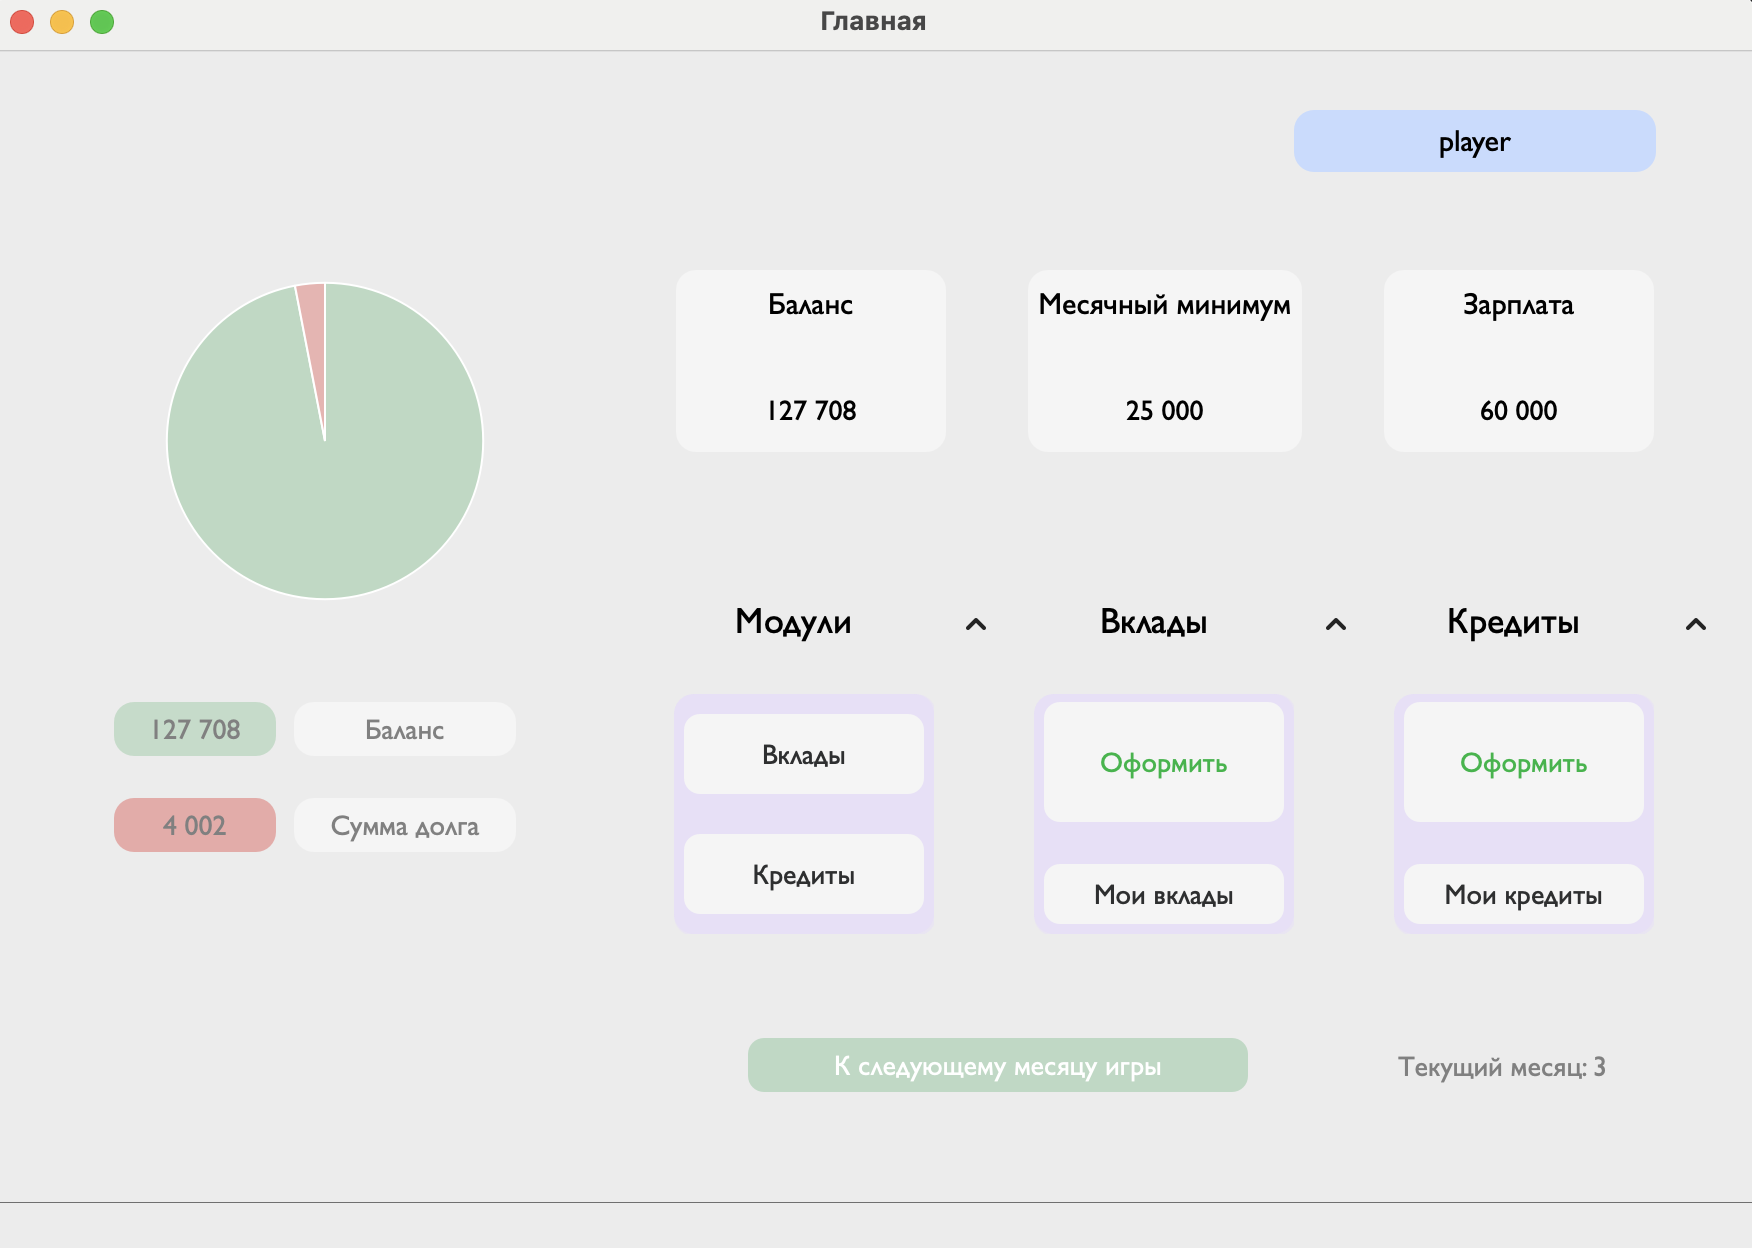 Главная
player
Баланс
127 708
Месячный минимум
25 000
Зарплата
60 000
127 708 Баланс
4 002 Сумма долга
Модули
Вклады
Кредиты
Вклады
Оформить
Мои вклады
Кредиты
Оформить
Мои кредиты
К следующему месяцу игры
Текущий месяц: 3